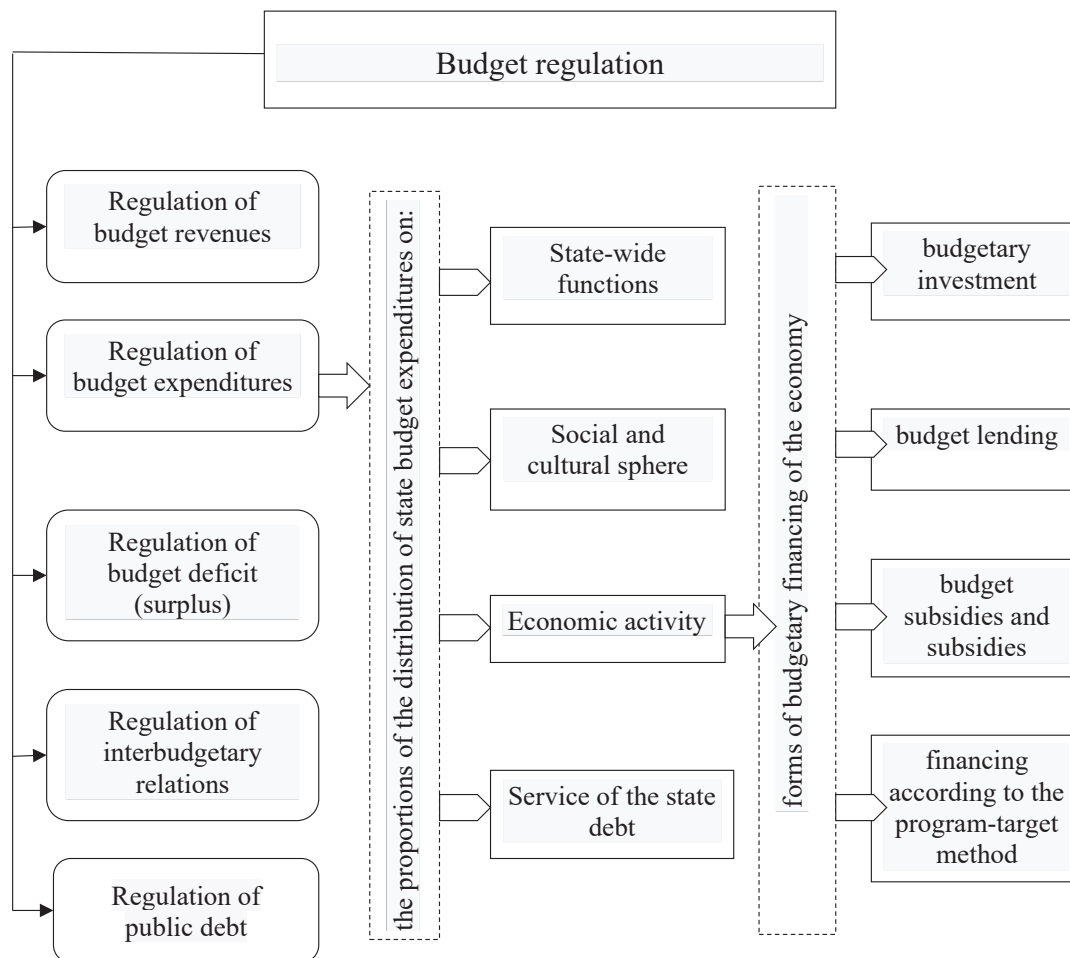 Budget regulation
Regulation of
budget revenues
Regulation of
budget expenditures
Regulation of
budget deficit
(surplus)
Regulation of
interbudgetary
relations
Regulation of
public debt
the proportions of the distribution of state budget expenditures on:
State-wide
functions
Social and
cultural sphere
Economic activity
Service of the state
debt
forms of budgetary financing of the economy
budgetary
investment
budget lending
budget
subsidies and
subsidies
financing
according to the
program-target
method